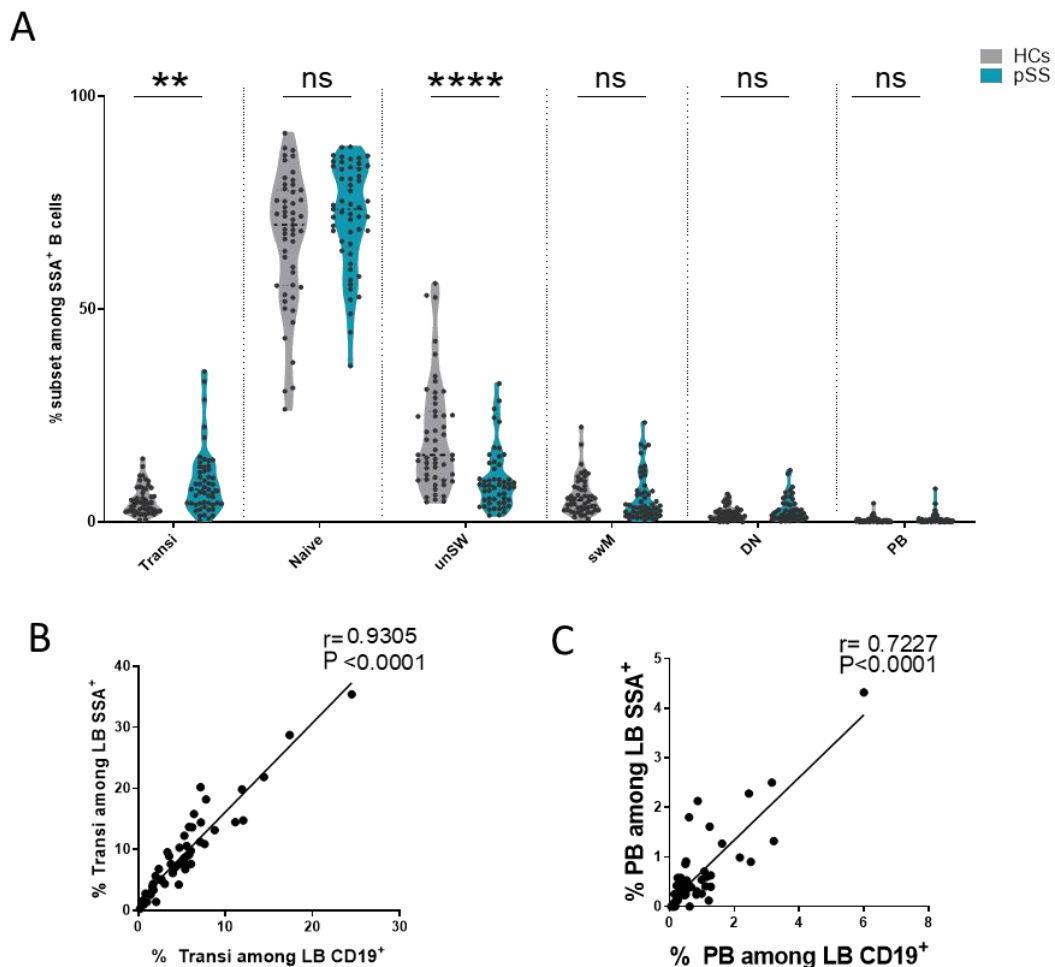 A
HCs
pSS
** ns **** ns ns ns
% subset among SSA⁺ B cells
100
50
0
Transi Naive unSW swM DN PB
B
r= 0.9305
P <0.0001
% Transi among LB SSA⁺
40
30
20
10
0
0 10 20 30
% Transi among LB CD19⁺
C
r= 0.7227
P<0.0001
% PB among LB SSA⁺
5
4
3
2
1
0
0 2 4 6 8
% PB among LB CD19⁺